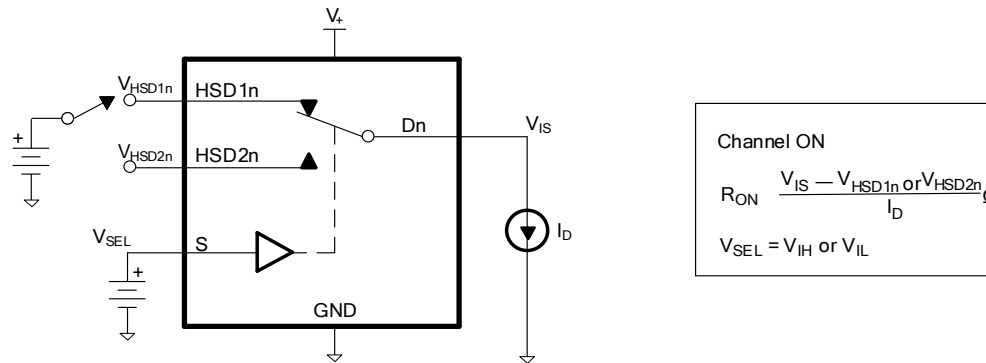 V+
VHSD1n
HSD1n
Dn
VIS
VHSD2n
HSD2n
VSEL
S
ID
+
+
GND
Channel ON
RON VIS — VHSD1n or VHSD2n
ID
VSEL = VIH or VIL